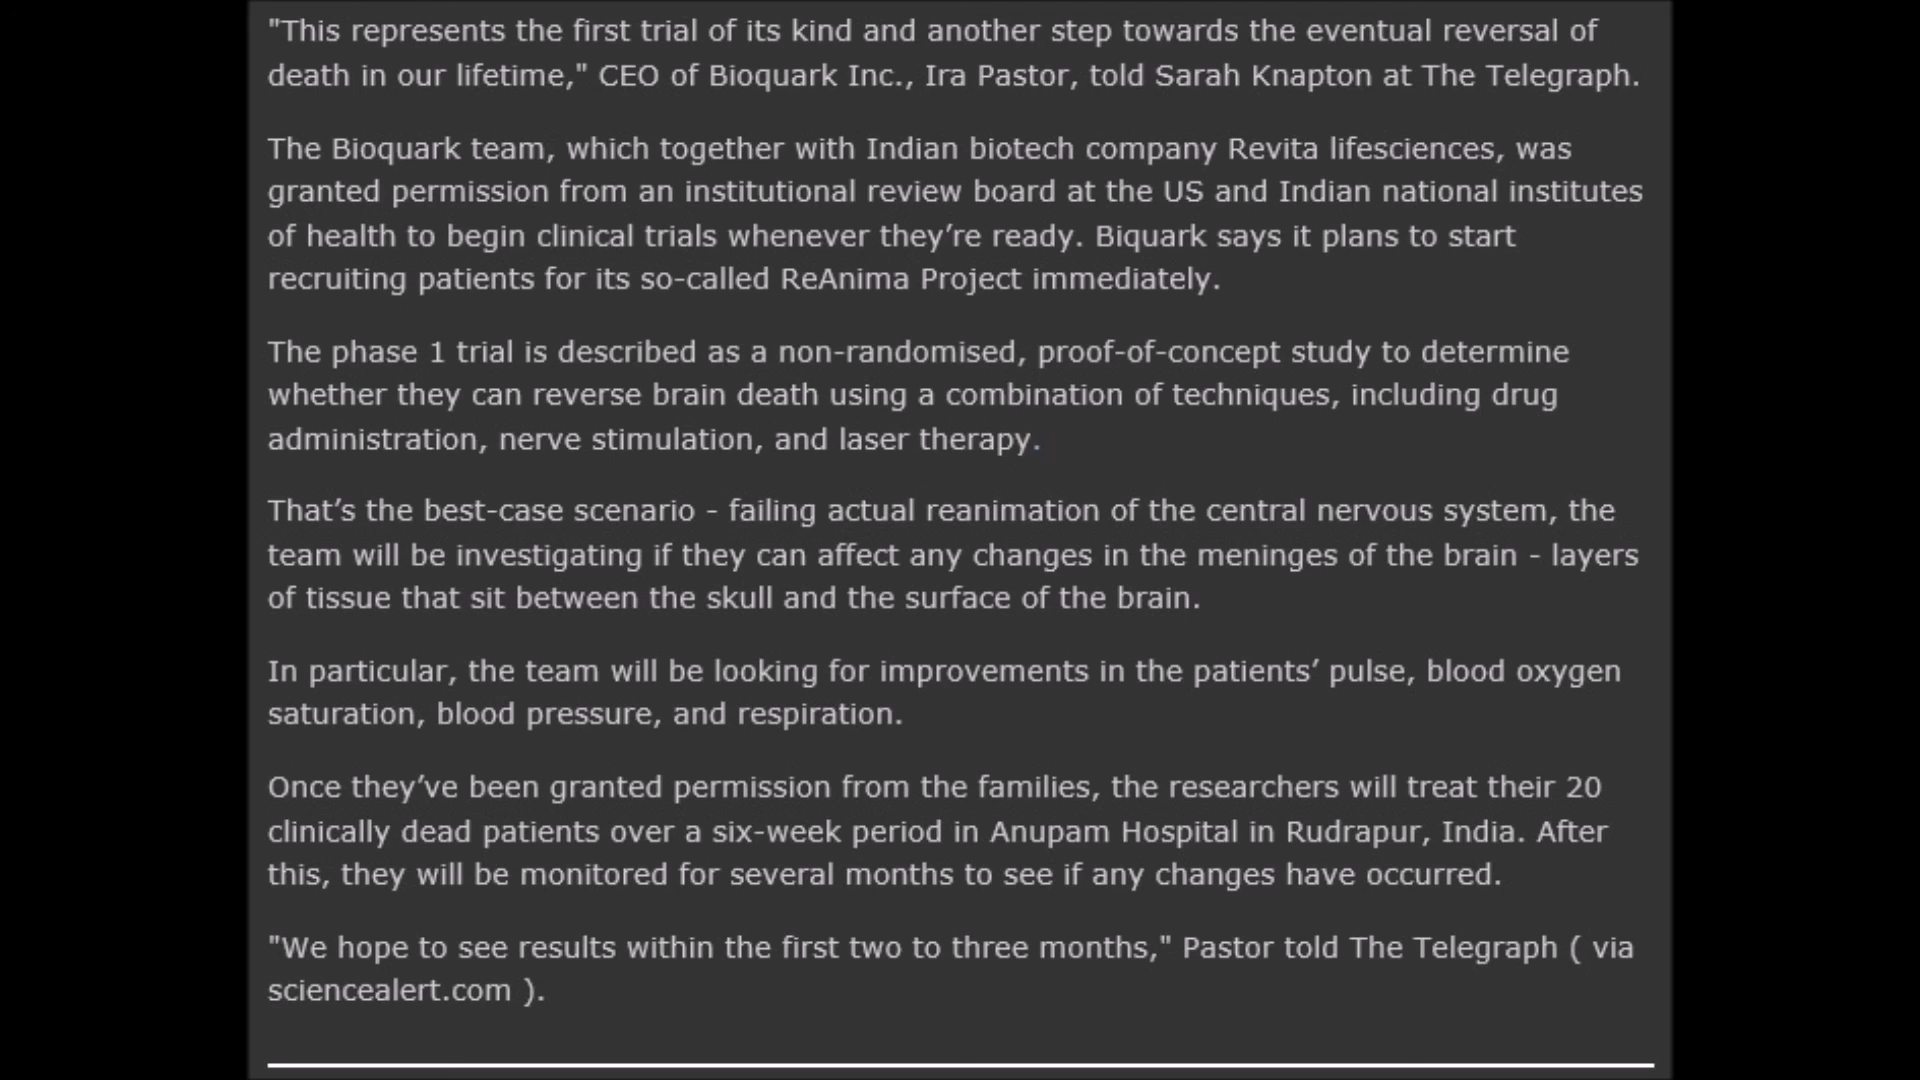 "This represents the first trial of its kind and another step towards the eventual reversal of
death in our lifetime," CEO of Bioquark Inc., Ira Pastor, told Sarah Knapton at The Telegraph.
The Bioquark team, which together with Indian biotech company Revita lifesciences, was
granted permission from an institutional review board at the US and Indian national institutes
of health to begin clinical trials whenever they’re ready. Biquark says it plans to start
recruiting patients for its so-called ReAnima Project immediately.
The phase 1 trial is described as a non-randomised, proof-of-concept study to determine
whether they can reverse brain death using a combination of techniques, including drug
administration, nerve stimulation, and laser therapy.
That’s the best-case scenario - failing actual reanimation of the central nervous system, the
team will be investigating if they can affect any changes in the meninges of the brain - layers
of tissue that sit between the skull and the surface of the brain.
In particular, the team will be looking for improvements in the patients’ pulse, blood oxygen
saturation, blood pressure, and respiration.
Once they’ve been granted permission from the families, the researchers will treat their 20
clinically dead patients over a six-week period in Anupam Hospital in Rudrapur, India. After
this, they will be monitored for several months to see if any changes have occurred.
"We hope to see results within the first two to three months," Pastor told The Telegraph ( via
sciencealert.com ).